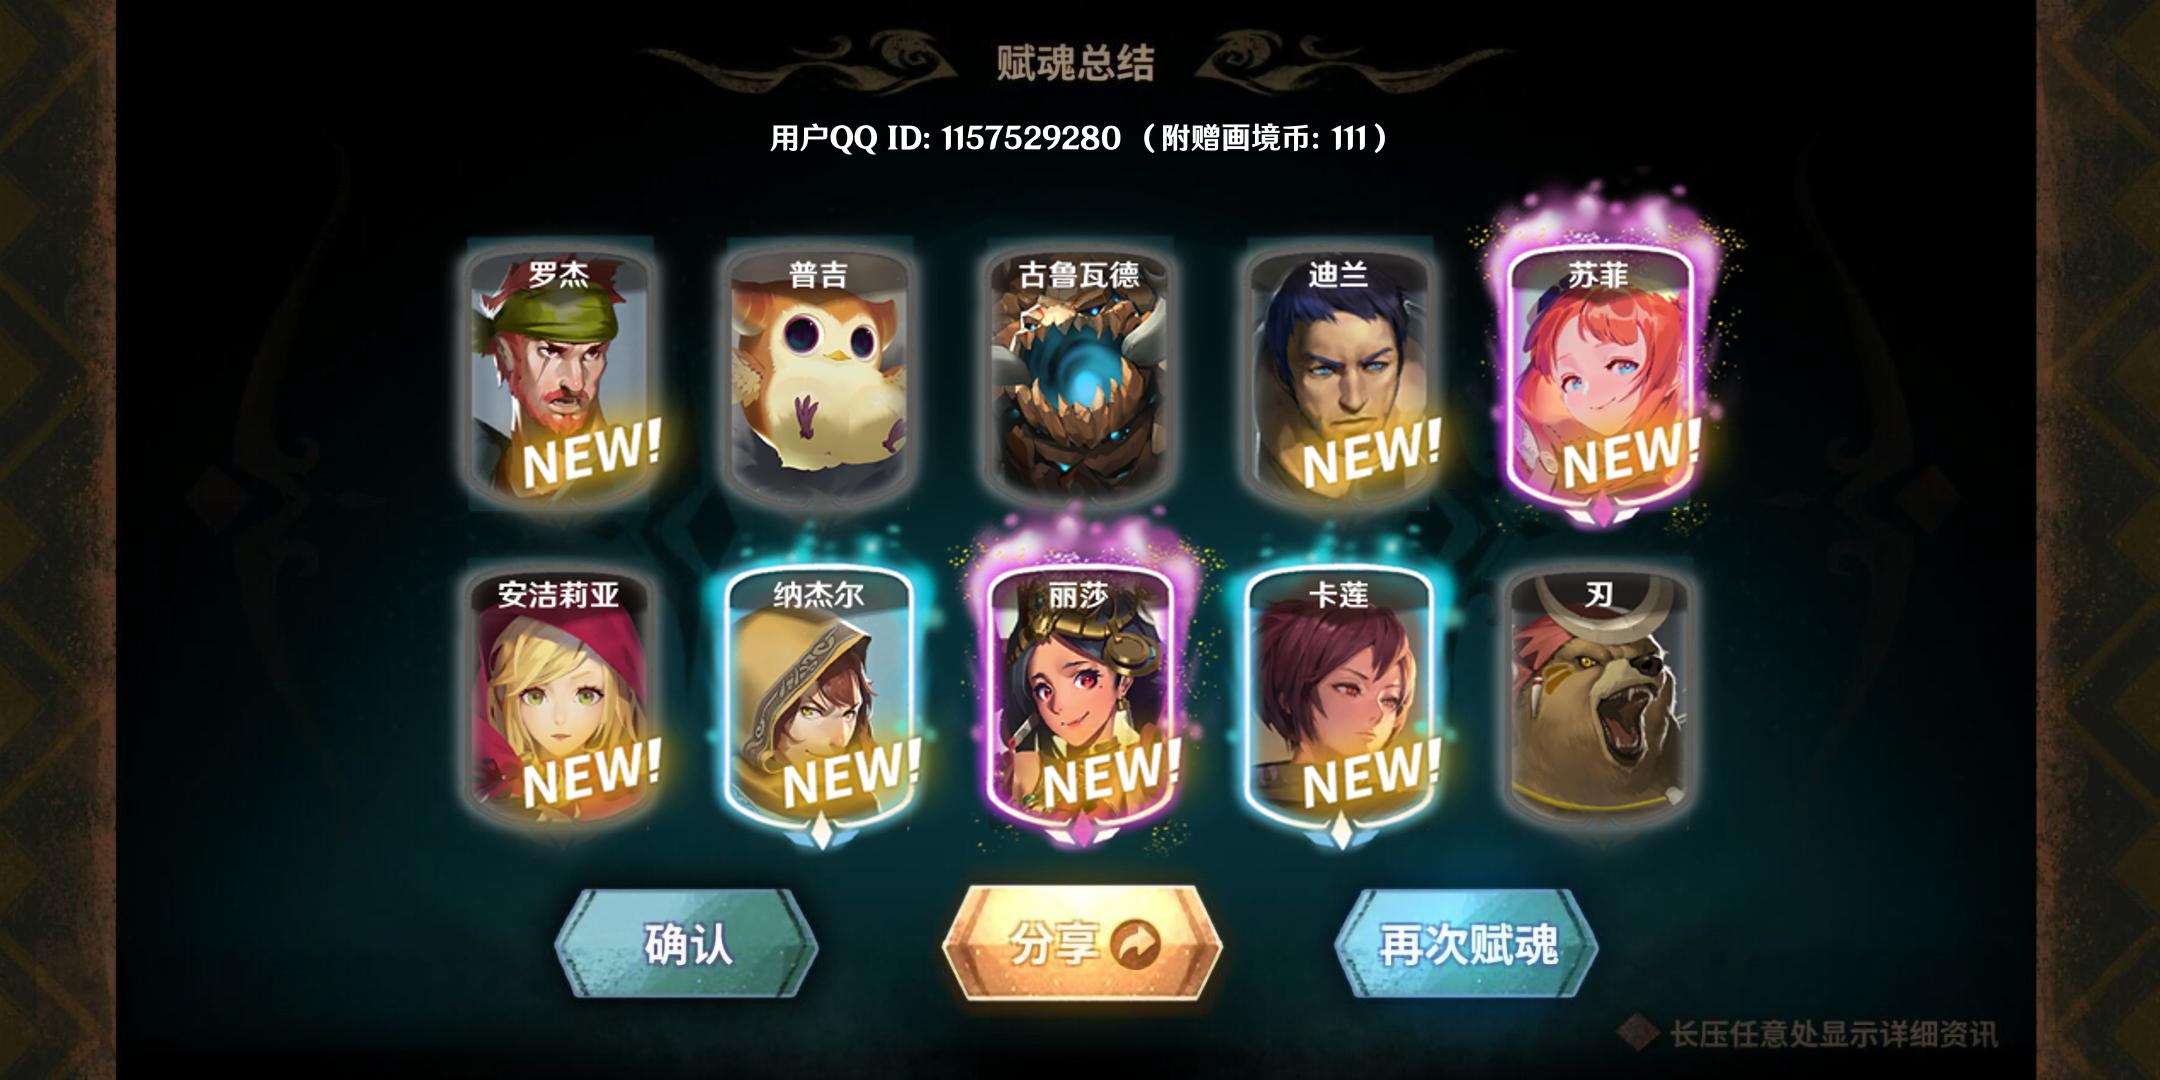 赋魂总结
用户QQ ID: 1157529280（附赠画境币: 111）
罗杰
普吉
古鲁瓦德
迪兰
苏菲
NEW!
NEW!
NEW!
安洁莉亚
纳杰尔
丽莎
卡莲
刃
NEW!
NEW!
NEW!
NEW!
确认
分享
再次赋魂
长压任意处显示详细资讯